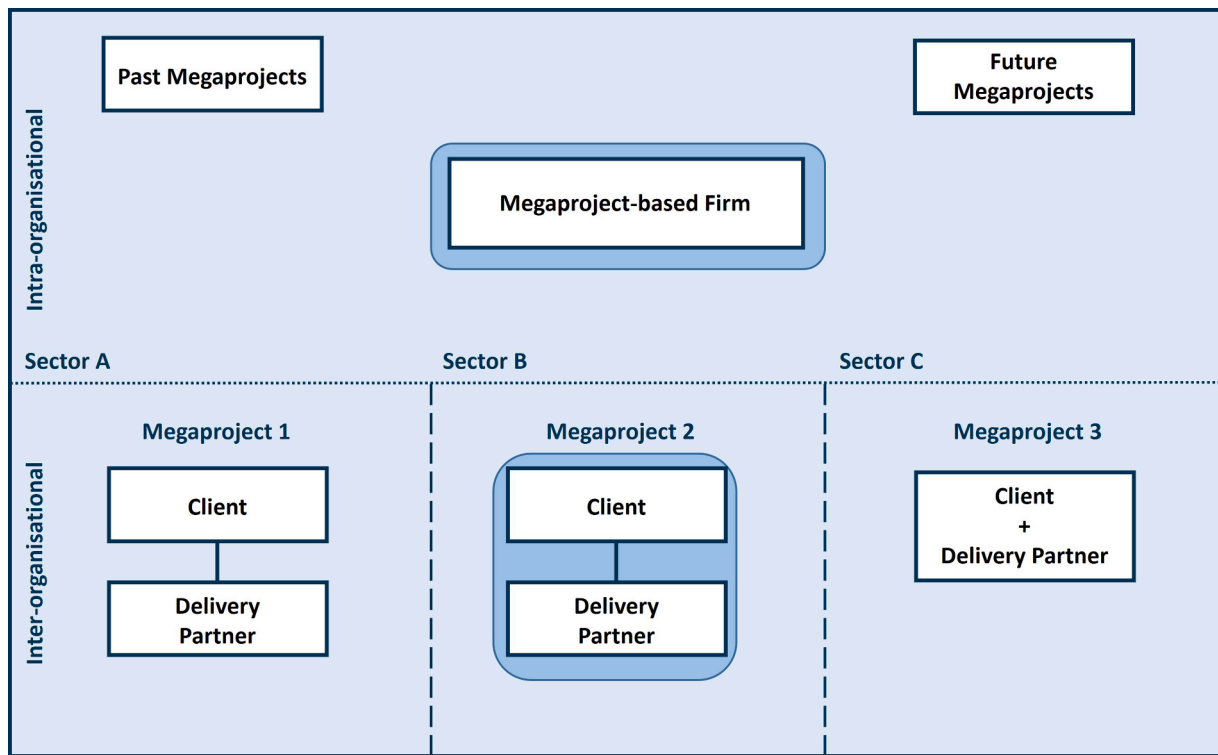 Intra-organisational
Past Megaprojects
Future
Megaprojects
Megaproject-based Firm
Sector A
Sector B
Sector C
Inter-organisational
Megaproject 1
Client
Delivery
Partner
Megaproject 2
Client
Delivery
Partner
Megaproject 3
Client
+
Delivery Partner